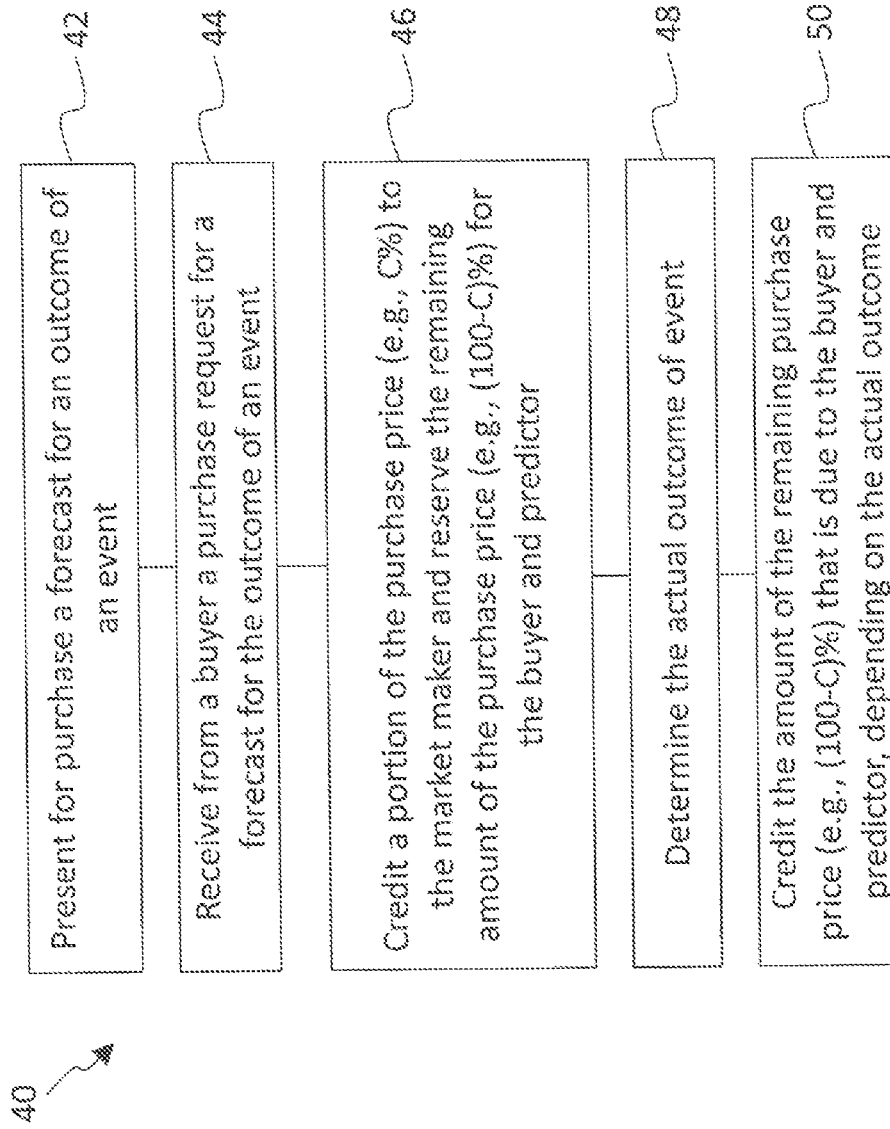 40
Present for purchase a forecast for an outcome of
an event
42
Receive from a buyer a purchase request for a
forecast for the outcome of an event
44
Credit a portion of the purchase price (e.g., C%) to
the market maker and reserve the remaining
amount of the purchase price (e.g., (100-C)%) for
the buyer and predictor
46
Determine the actual outcome of event
48
Credit the amount of the remaining purchase
price (e.g., (100-C)%) that is due to the buyer and
predictor, depending on the actual outcome
50